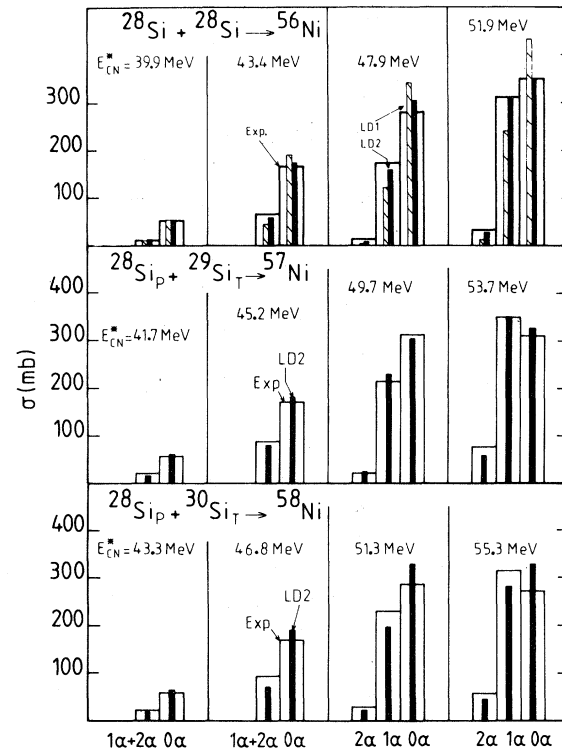 ²⁸Si + ²⁸Si → ⁵⁶Ni
E*CN = 39.9 MeV
43.4 MeV
47.9 MeV
51.9 MeV
300
200
100
Exp.
LD1
LD2
²⁸SiP + ²⁹SiT → ⁵⁷Ni
E*CN = 41.7 MeV
45.2 MeV
49.7 MeV
53.7 MeV
400
300
200
100
σ (mb)
Exp
LD2
²⁸SiP + ³⁰SiT → ⁵⁸Ni
E*CN = 43.3 MeV
46.8 MeV
51.3 MeV
55.3 MeV
400
300
200
100
Exp
LD2
1α+2α 0α
1α+2α 0α
2α 1α 0α
2α 1α 0α